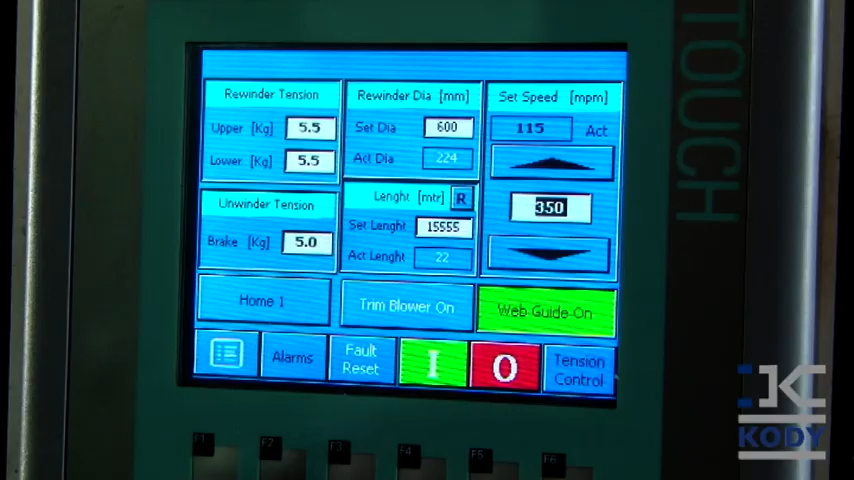 TOUCH
Rewinder Tension
Upper [Kg] 5.5
Lower [Kg] 5.5
Unwinder Tension
Brake [Kg] 5.0
Rewinder Dia [mm]
Set Dia 600
Act Dia 224
Lenght [mtr] R
Set Lenght 15555
Act Lenght 22
Set Speed [mpm]
115 Act
350
Home 1
Trim Blower On
Web Guide On
Alarms
Fault
Reset
I
O
Tension
Control
F1 F2 F3 F4 F5 F6
KODY